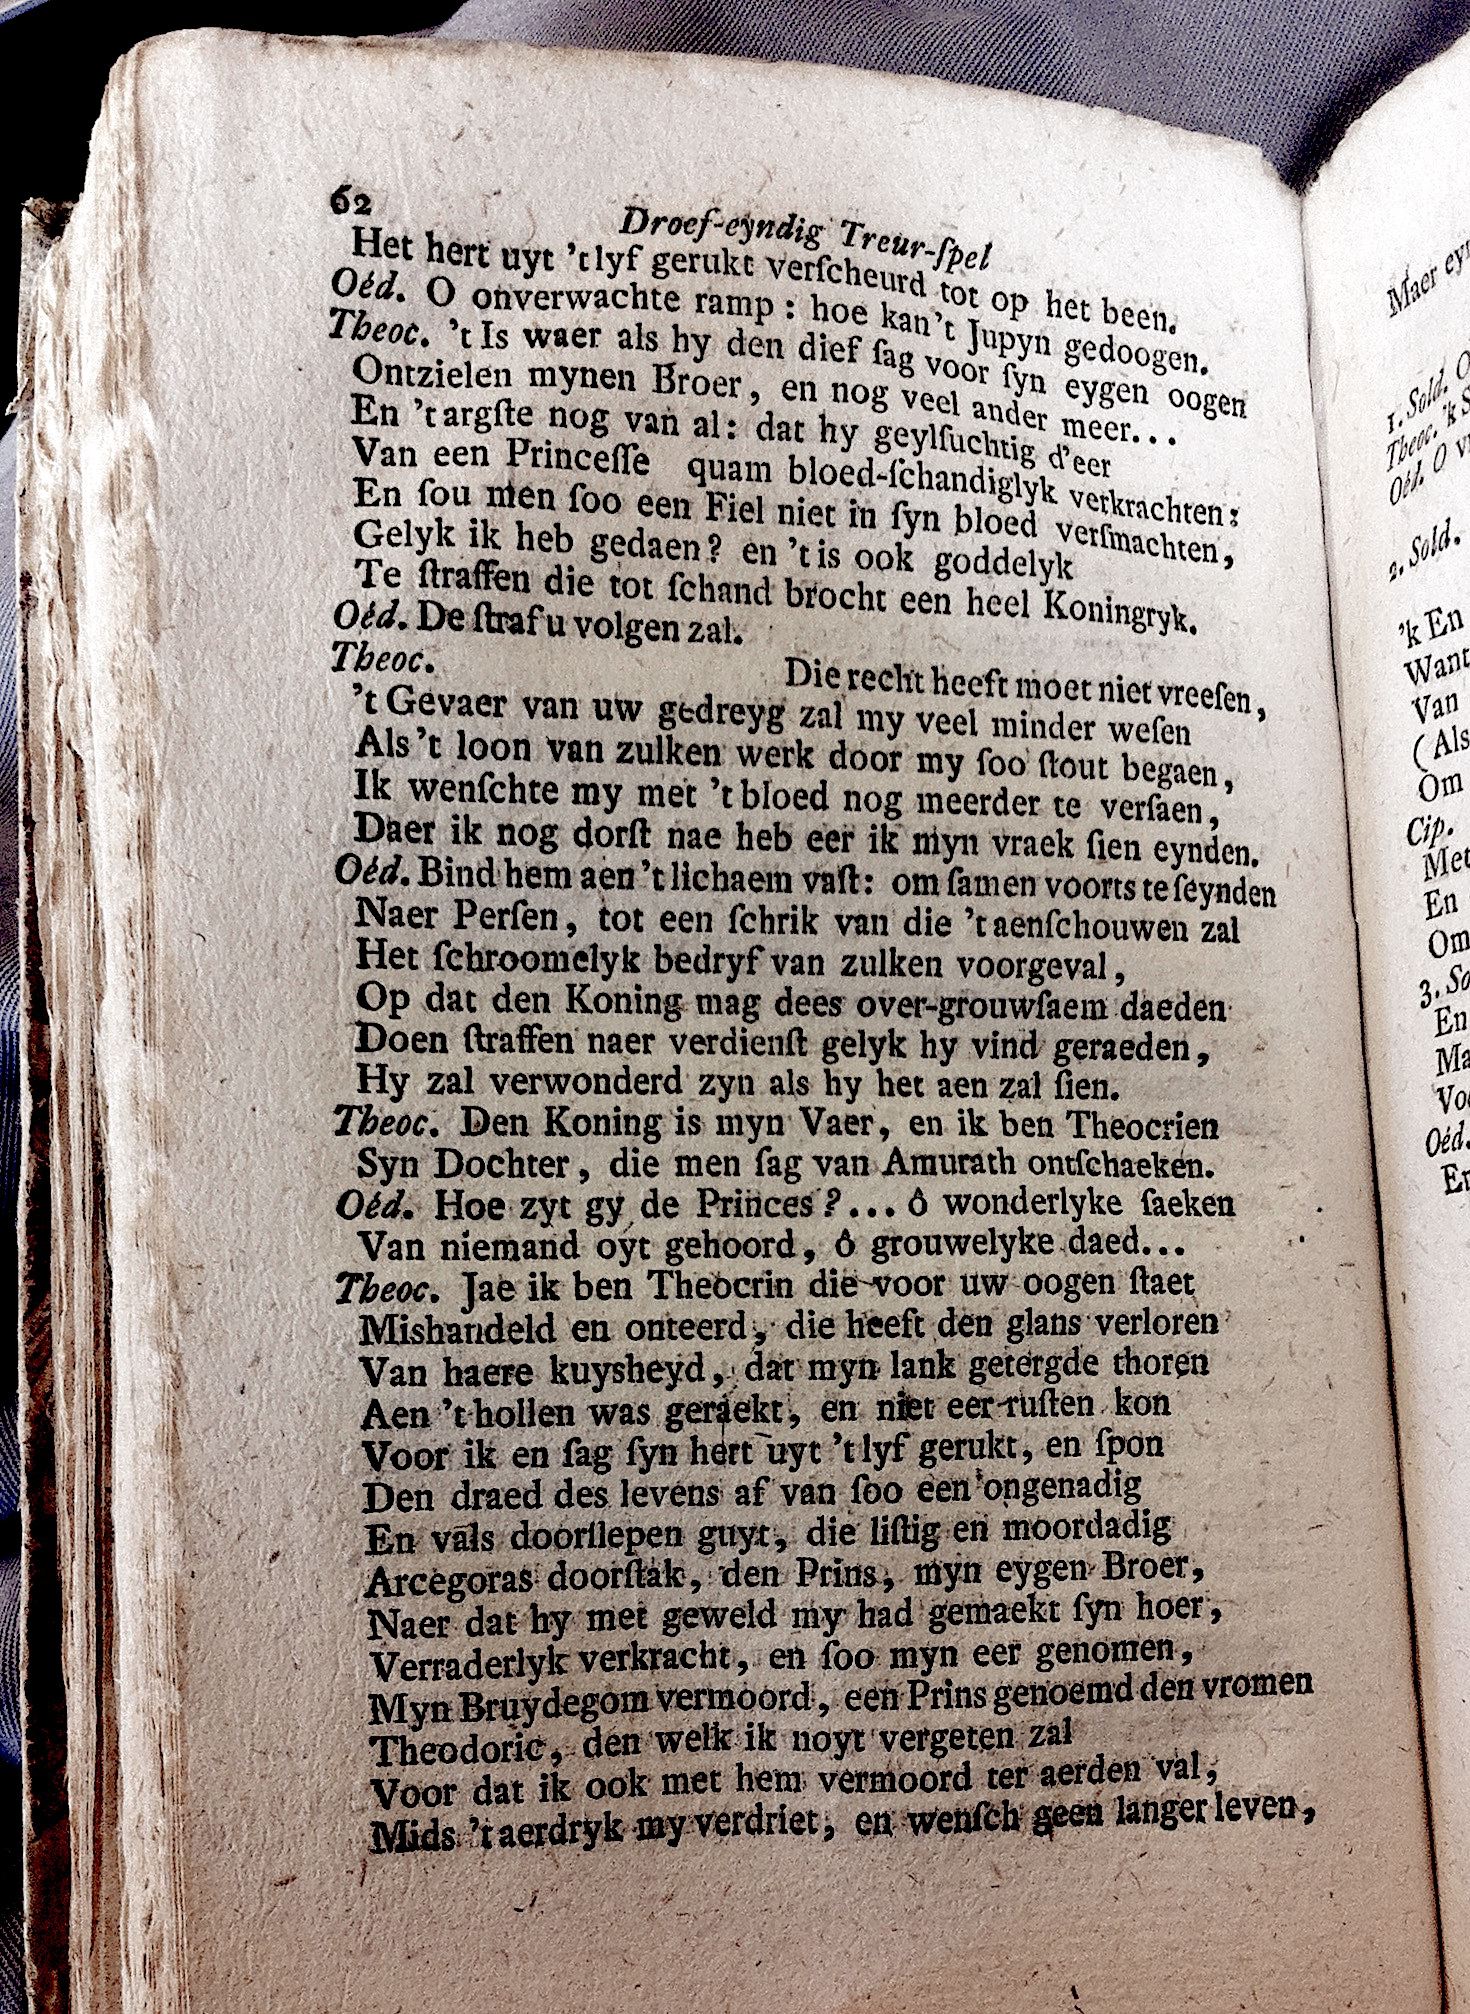 62
Droef-eyndig Treur-ſpel
Het hert uyt 't lyf gerukt verſcheurd tot op het been.
Oéd. O onverwachte ramp : hoe kan't Jupyn gedoogen.
Theoc. 't Is waer als hy den dief ſag voor ſyn eygen oogen
Ontzielen mynen Broer, en nog veel ander meer...
En 't argſte nog van al: dat hy geylſuchtig d'eer
Van een Princeſſe quam bloed-ſchandiglyk verkrachten:
En ſou men ſoo een Fiel niet in ſyn bloed verſmachten,
Gelyk ik heb gedaen? en 't is ook goddelyk
Te ſtraffen die tot ſchand brocht een heel Koningryk.
Oéd. De ſtraf u volgen zal.
Theoc. Die recht heeft moet niet vreeſen,
't Gevaer van uw gedreyg zal my veel minder weſen
Als 't loon van zulken werk door my ſoo ſtout begaen,
Ik wenſchte my met 't bloed nog meerder te verſaen,
Daer ik nog dorſt nae heb eer ik myn vraek ſien eynden.
Oéd. Bind hem aen 't lichaem vaſt: om ſamen voorts te ſeynden
Naer Perſen, tot een ſchrik van die 't aenſchouwen zal
Het ſchroomelyk bedryf van zulken voorgeval,
Op dat den Koning mag dees over-grouwſaem daeden
Doen ſtraffen naer verdienſt gelyk hy vind geraeden,
Hy zal verwonderd zyn als hy het aen zal ſien.
Theoc. Den Koning is myn Vaer, en ik ben Theocrien
Syn Dochter, die men ſag van Amurath ontſchaeken.
Oéd. Hoe zyt gy de Princes?... ô wonderlyke ſaeken
Van niemand oyt gehoord, ô grouwelyke daed...
Theoc. Jae ik ben Theocrin die voor uw oogen ſtaet
Mishandeld en onteerd, die heeft den glans verloren
Van haere kuysheyd, dat myn lank getergde thoren
Aen 't hollen was geraekt, en niet eer ruſten kon
Voor ik en ſag ſyn hert uyt 't lyf gerukt, en ſpon
Den draed des levens af van ſoo een ongenadig
En vals doorſlepen guyt, die liſtig en moordadig
Arcegoras doorſtak, den Prins, myn eygen Broer,
Naer dat hy met geweld my had gemaekt ſyn hoer,
Verraderlyk verkracht, en ſoo myn eer genomen,
Myn Bruydegom vermoord, een Prins genoemd den vromen
Theodoric, den welk ik noyt vergeten zal
Voor dat ik ook met hem vermoord ter aerden val,
Mids 't aerdryk my verdriet, en wenſch geen langer leven,
Maer
1. Sold. O
Theoc. 'k
Oéd. O
2. Sold.
'k En
Want
Van
(Als
Om
Cip.
Met
En
Om
3. So
En
Ma
Voo
Oéd.
En